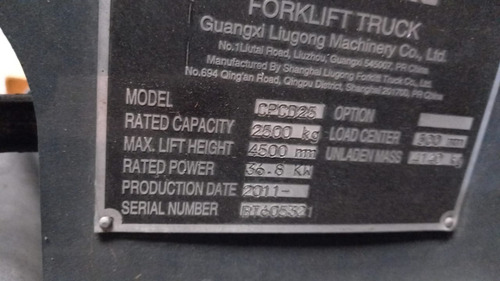 FORKLIFT TRUCK
Guangxi Liugong Machinery Co., Ltd.
No.1Liutai Road, Liuzhou, Guangxi 545007, PR China
Manufactured By Shanghai Liugong Forklift Truck Co., Ltd.
No.694 Qing'an Road, Qingpu District, Shanghai 201700, PR China
MODEL CPCD25 OPTION
RATED CAPACITY 2500 kg LOAD CENTER 500 mm
MAX. LIFT HEIGHT 4500 mm UNLADEN MASS kg
RATED POWER 36.8 KW
PRODUCTION DATE 2011-
SERIAL NUMBER